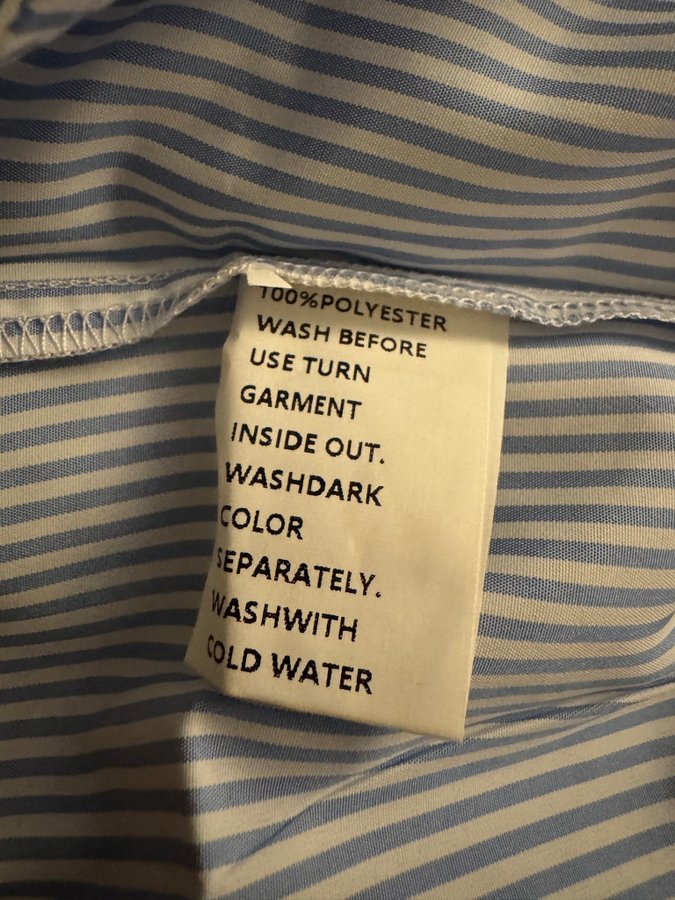 100%POLYESTER
WASH BEFORE
USE TURN
GARMENT
INSIDE OUT.
WASHDARK
COLOR
SEPARATELY.
WASHWITH
COLD WATER